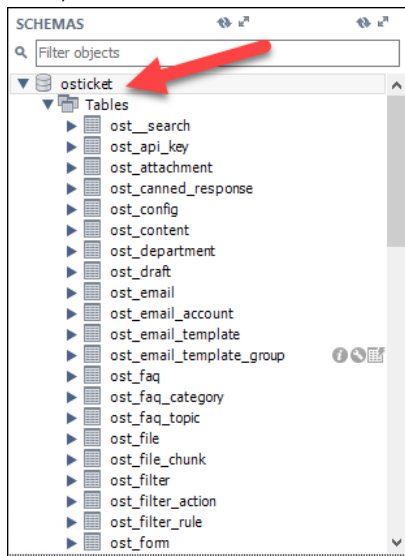 SCHEMAS
Filter objects
osticket
Tables
ost__search
ost_api_key
ost_attachment
ost_canned_response
ost_config
ost_content
ost_department
ost_draft
ost_email
ost_email_account
ost_email_template
ost_email_template_group
ost_faq
ost_faq_category
ost_faq_topic
ost_file
ost_file_chunk
ost_filter
ost_filter_action
ost_filter_rule
ost_form